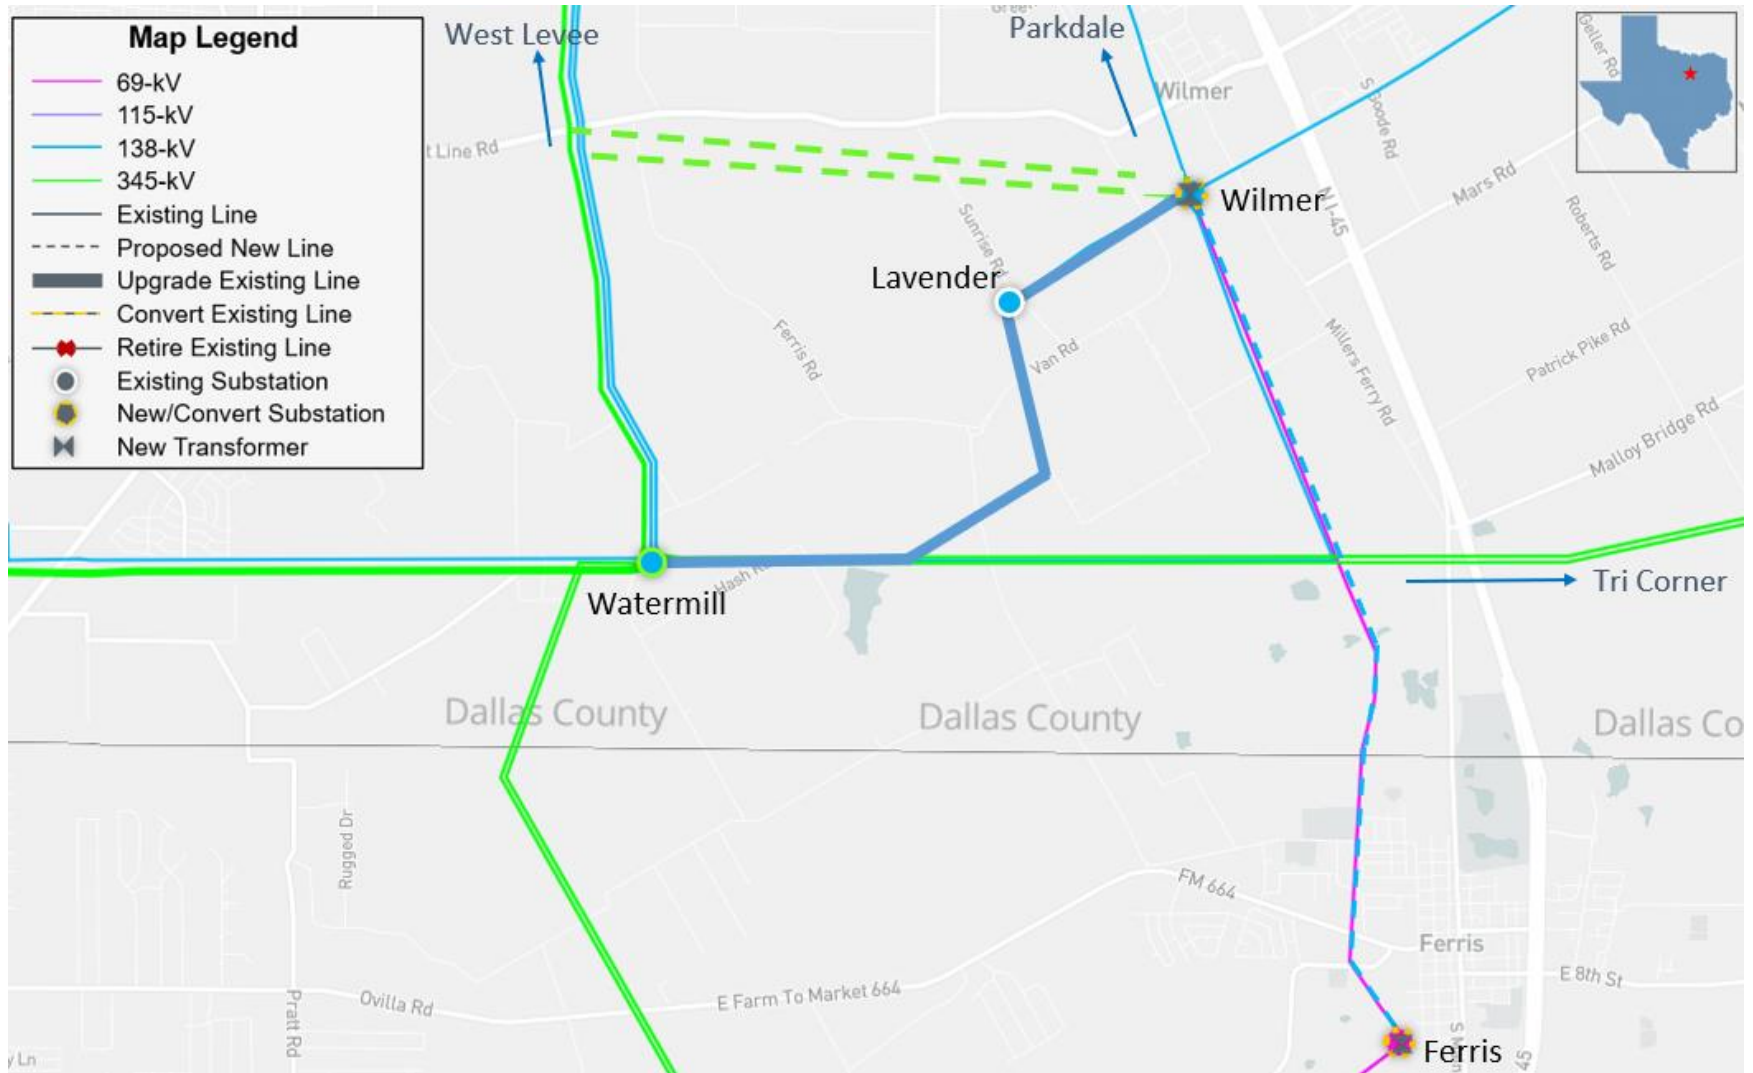 Map Legend
69-kV
115-kV
138-kV
345-kV
Existing Line
Proposed New Line
Upgrade Existing Line
Convert Existing Line
Retire Existing Line
Existing Substation
New/Convert Substation
New Transformer
West Levee
Parkdale
Geller Rd
Wilmer
S Goode Rd
t Line Rd
Mars Rd
Wilmer
N I-45
Roberts Rd
Sunrise Rd
Lavender
Ferris Rd
Van Rd
Millers Ferry Rd
Patrick Pike Rd
Malloy Bridge Rd
Hash R
Tri Corner
Watermill
Dallas County
Dallas County
Dallas Co
Rugged Dr
FM 664
Ferris
E 8th St
Pratt Rd
Ovilla Rd
E Farm To Market 664
y Ln
Ferris
45